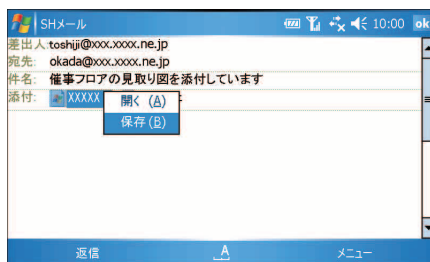 SHメール 10:00 ok
差出人: toshiji@xxx.xxxx.ne.jp
宛先: okada@xxx.xxxx.ne.jp
件名: 催事フロアの見取り図を添付しています
添付: XXXXX
開く (A)
保存(B)
返信 A メニュー